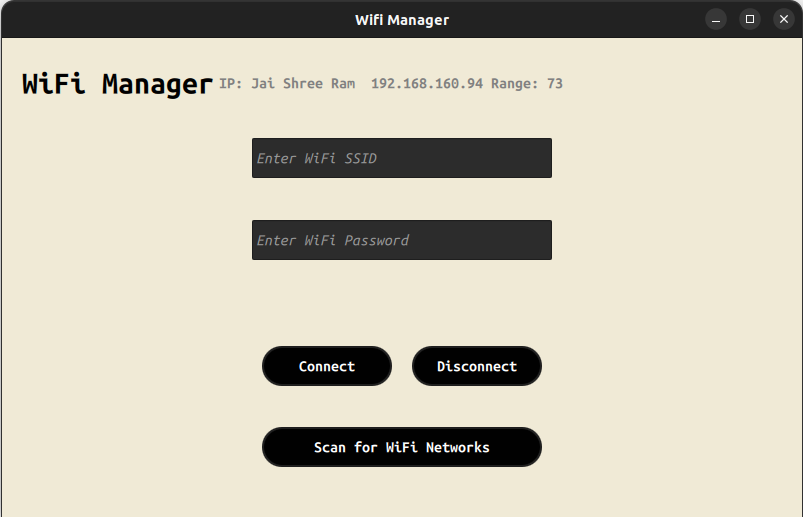 Wifi Manager
WiFi Manager IP: Jai Shree Ram  192.168.160.94 Range: 73
Enter WiFi SSID
Enter WiFi Password
Connect Disconnect
Scan for WiFi Networks